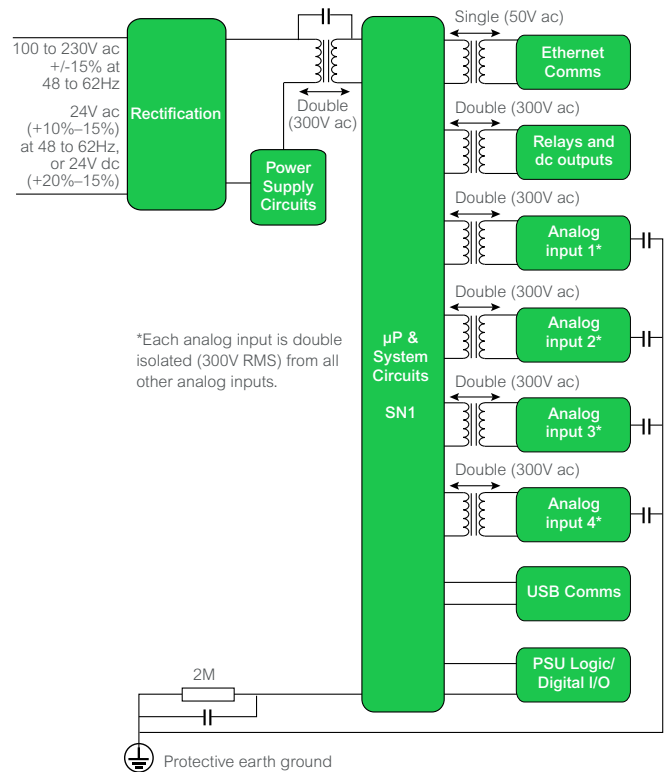 100 to 230V ac
+/-15% at
48 to 62Hz
24V ac
(+10%–15%)
at 48 to 62Hz,
or 24V dc
(+20%–15%)
Rectification
Double
(300V ac)
Power
Supply
Circuits
*Each analog input is double
isolated (300V RMS) from all
other analog inputs.
µP &
System
Circuits
SN1
Single (50V ac)
Ethernet
Comms
Double (300V ac)
Relays and
dc outputs
Double (300V ac)
Analog
input 1*
Double (300V ac)
Analog
input 2*
Double (300V ac)
Analog
input 3*
Double (300V ac)
Analog
input 4*
USB Comms
PSU Logic/
Digital I/O
2M
Protective earth ground